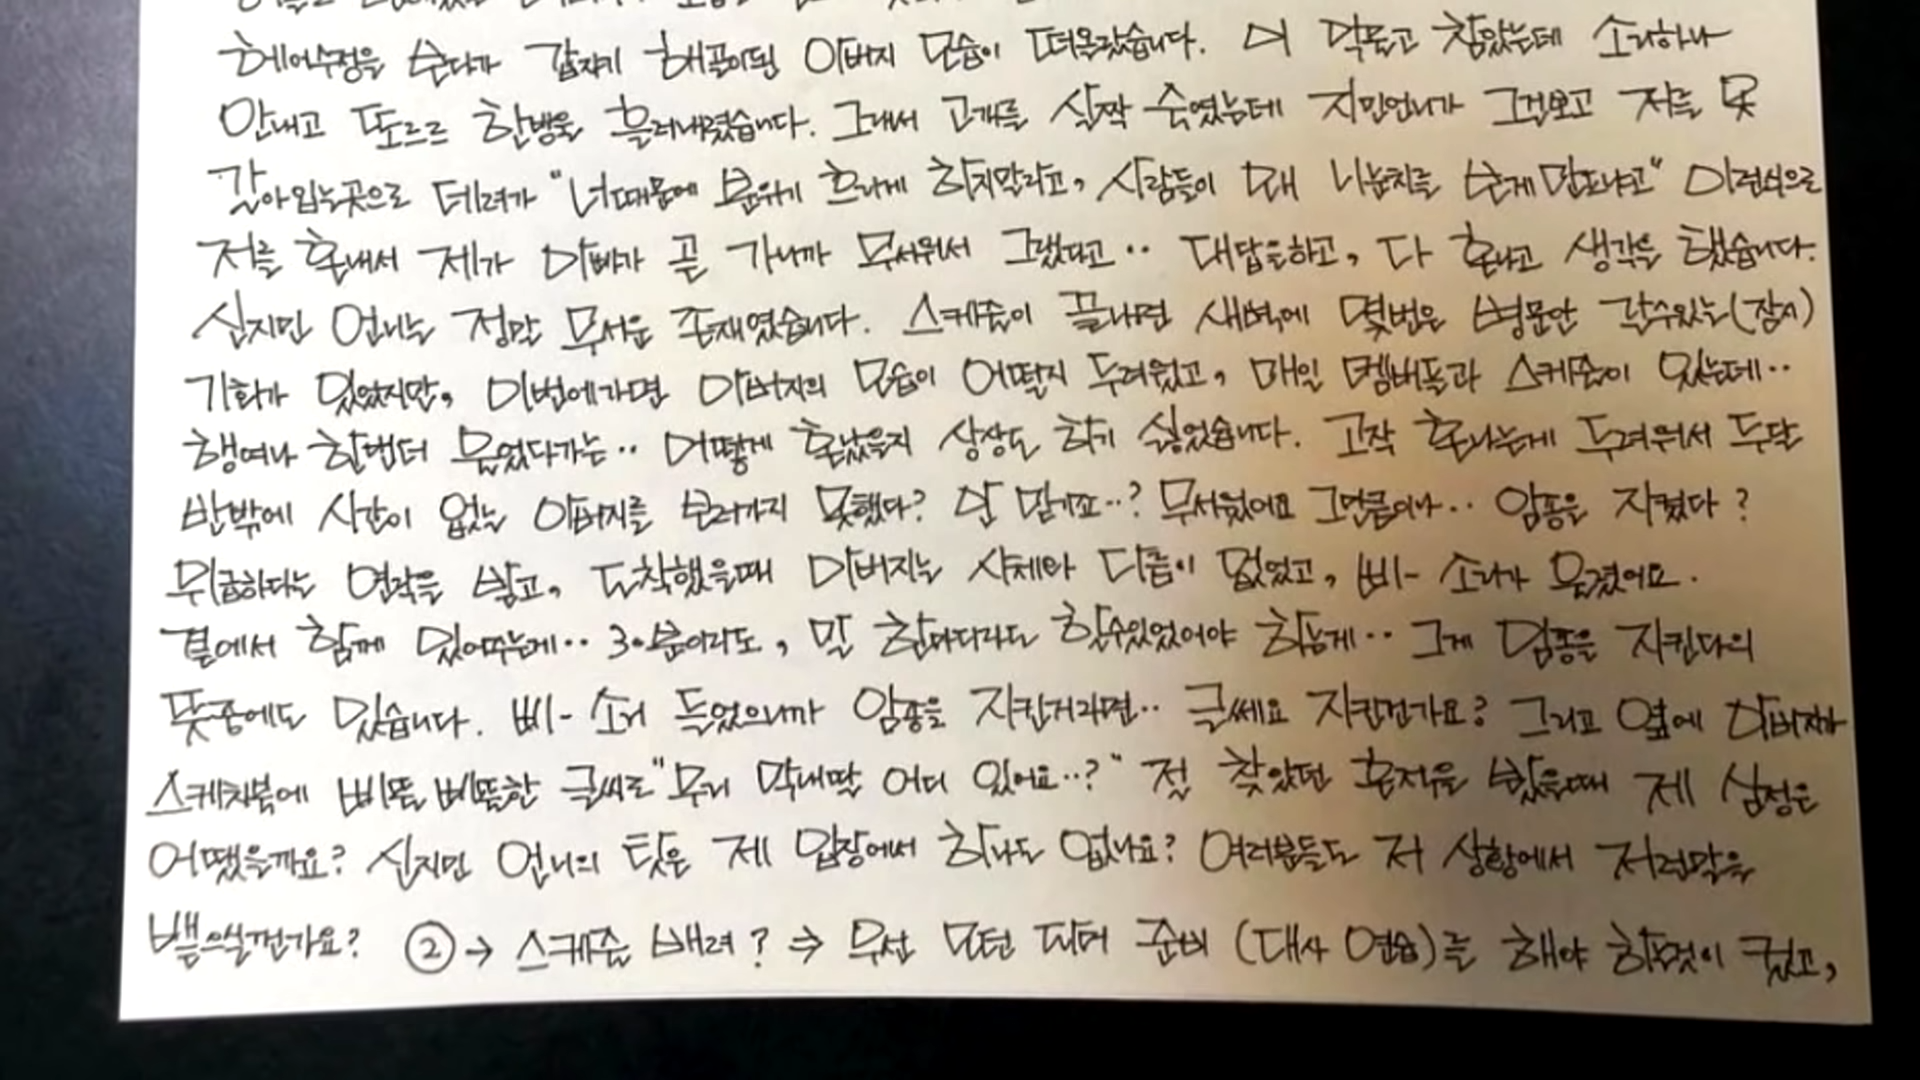 헤어수정을 하다가 갑자기 해골이된 아버지 모습이 떠올랐습니다. 이 악물고 참았는데 소리하나
안내고 또르르 한방울 흘러내렸습니다. 그래서 고개를 살짝 숙였는데 지민언니가 그걸보고 저를 옷
갈아입는곳으로 데려가 "너때문에 분위기 흐리게 하지말라고, 사람들이 왜 니눈치를 보게 만드냐고" 이런식으로
저를 혼내서 제가 아빠가 곧 가니까 무서워서 그랬다고‥ 대답을하고, 다 혼나고 생각을 했습니다.
신지민 언니는 정말 무서운 존재였습니다. 스케줄이 끝나면 새벽에 몇번은 병문안 갈수있는(잠시)
기회가 있었지만, 이번에가면 아버지의 모습이 어떨지 두려웠고, 매일 멤버들과 스케줄이 있는데‥
행여나 한번더 울었다가는‥ 어떻게 혼났을지 상상도 하기 싫었습니다. 고작 혼나는게 두려워서 두달
반밖에 시간이 없는 아버지를 보러가지 못했다? 안 믿기죠‥? 무서웠어요 그만큼이나‥ 임종을 지켰다?
위급하다는 연락을 받고, 도착했을때 아버지는 시체와 다름이 없었고, 삐- 소리가 울렸어요.
곁에서 함께 있어주는게‥ 30분이라도, 말 한마디라도 할수있었어야 하는게‥ 그게 임종을 지킨다의
뜻중에도 있습니다. 삐- 소리 들었으니까 임종을 지킨거라면‥ 글쎄요 지킨건가요? 그리고 옆에 아버지가
스케치북에 삐뚤 삐뚤한 글씨로 "우리 막내딸 어디 있어요‥?" 절 찾았던 흔적을 봤을때 제 심정은
어땠을까요? 신지민 언니의 탓은 제 입장에서 하나도 없나요? 여러분들도 저 상황에서 저런말을
뱉으실건가요? ② → 스케줄 배려? ⇒ 우선 모던 파머 준비 (대사 연습)를 해야 하는것이 컸고,